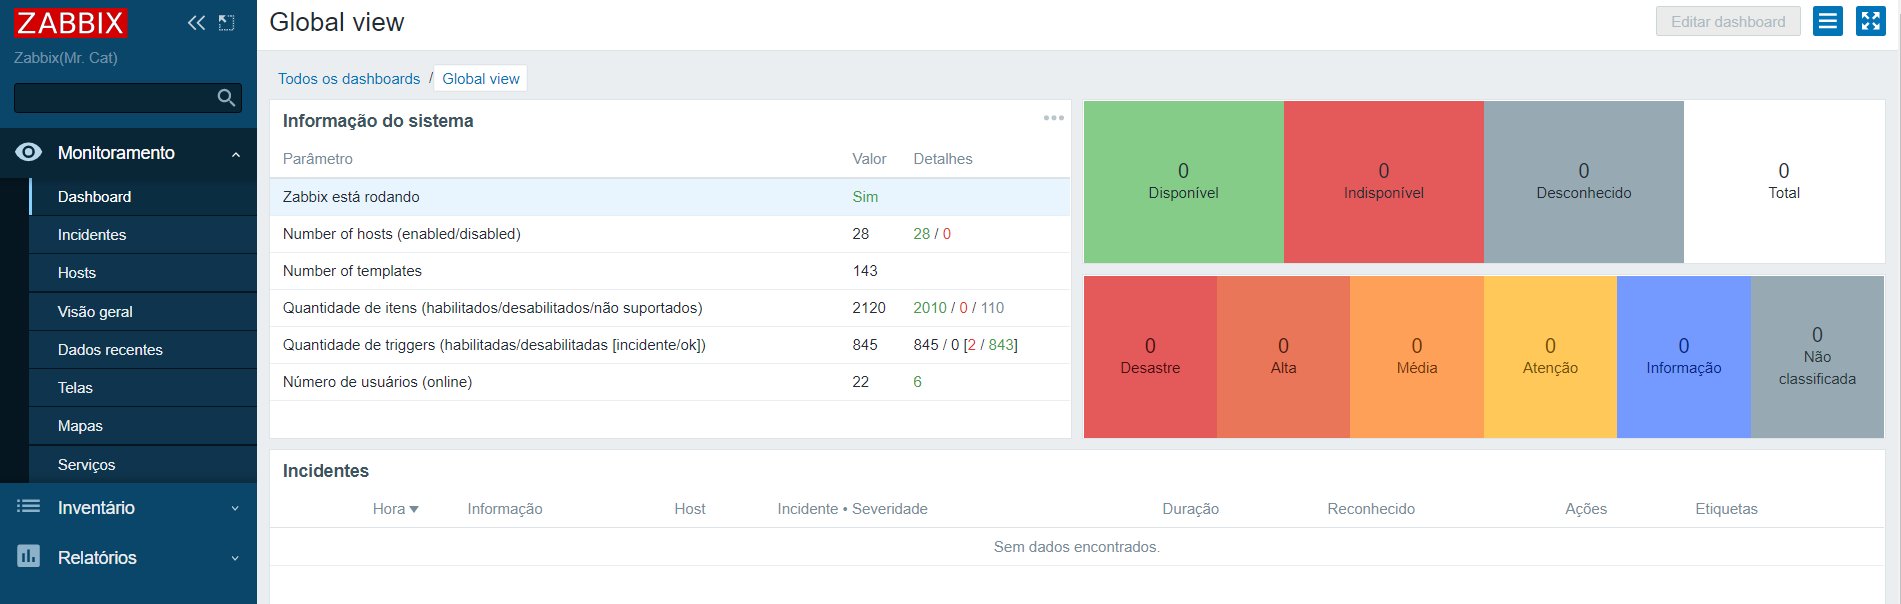 ZABBIX
Zabbix(Mr. Cat)
Monitoramento
Dashboard
Incidentes
Hosts
Visão geral
Dados recentes
Telas
Mapas
Serviços
Inventário
Relatórios
Global view
Editar dashboard
Todos os dashboards / Global view
Informação do sistema
Parâmetro Valor Detalhes
Zabbix está rodando Sim
Number of hosts (enabled/disabled) 28 28 / 0
Number of templates 143
Quantidade de itens (habilitados/desabilitados/não suportados) 2120 2010 / 0 / 110
Quantidade de triggers (habilitadas/desabilitadas [incidente/ok]) 845 845 / 0 [2 / 843]
Número de usuários (online) 22 6
0 0 0 0
Disponível Indisponível Desconhecido Total
0 0 0 0 0 0
Desastre Alta Média Atenção Informação Não
classificada
Incidentes
Hora Informação Host Incidente • Severidade Duração Reconhecido Ações Etiquetas
Sem dados encontrados.